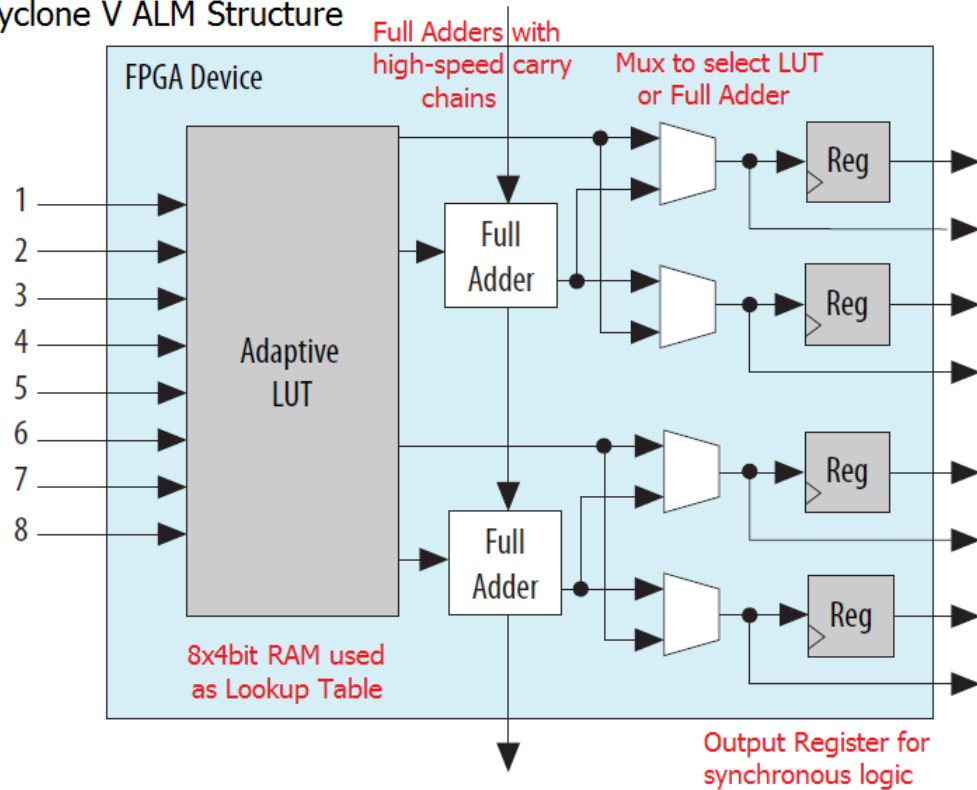 yclone V ALM Structure
Full Adders with
high-speed carry
chains
Mux to select LUT
or Full Adder
FPGA Device
1
2
3
4
5
6
7
8
Adaptive
LUT
Full
Adder
Full
Adder
Reg
Reg
Reg
Reg
8x4bit RAM used
as Lookup Table
Output Register for
synchronous logic